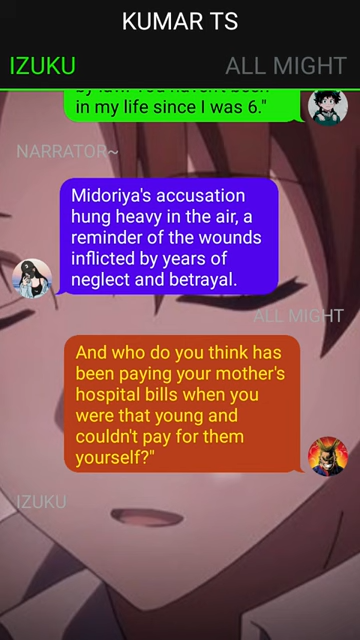 KUMAR TS
IZUKU
ALL MIGHT
in my life since I was 6."
NARRATOR~
Midoriya's accusation
hung heavy in the air, a
reminder of the wounds
inflicted by years of
neglect and betrayal.
ALL MIGHT
And who do you think has
been paying your mother's
hospital bills when you
were that young and
couldn't pay for them
yourself?"
IZUKU